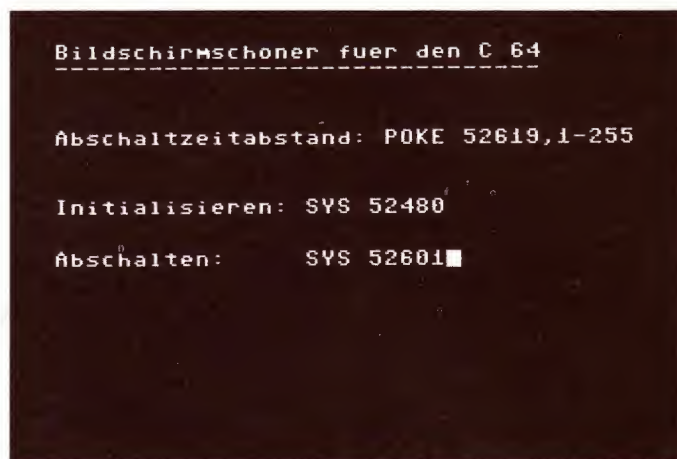 Bildschirmschoner fuer den C 64
Abschaltzeitabstand: POKE 52619,1-255
Initialisieren: SYS 52480
Abschalten: SYS 52601